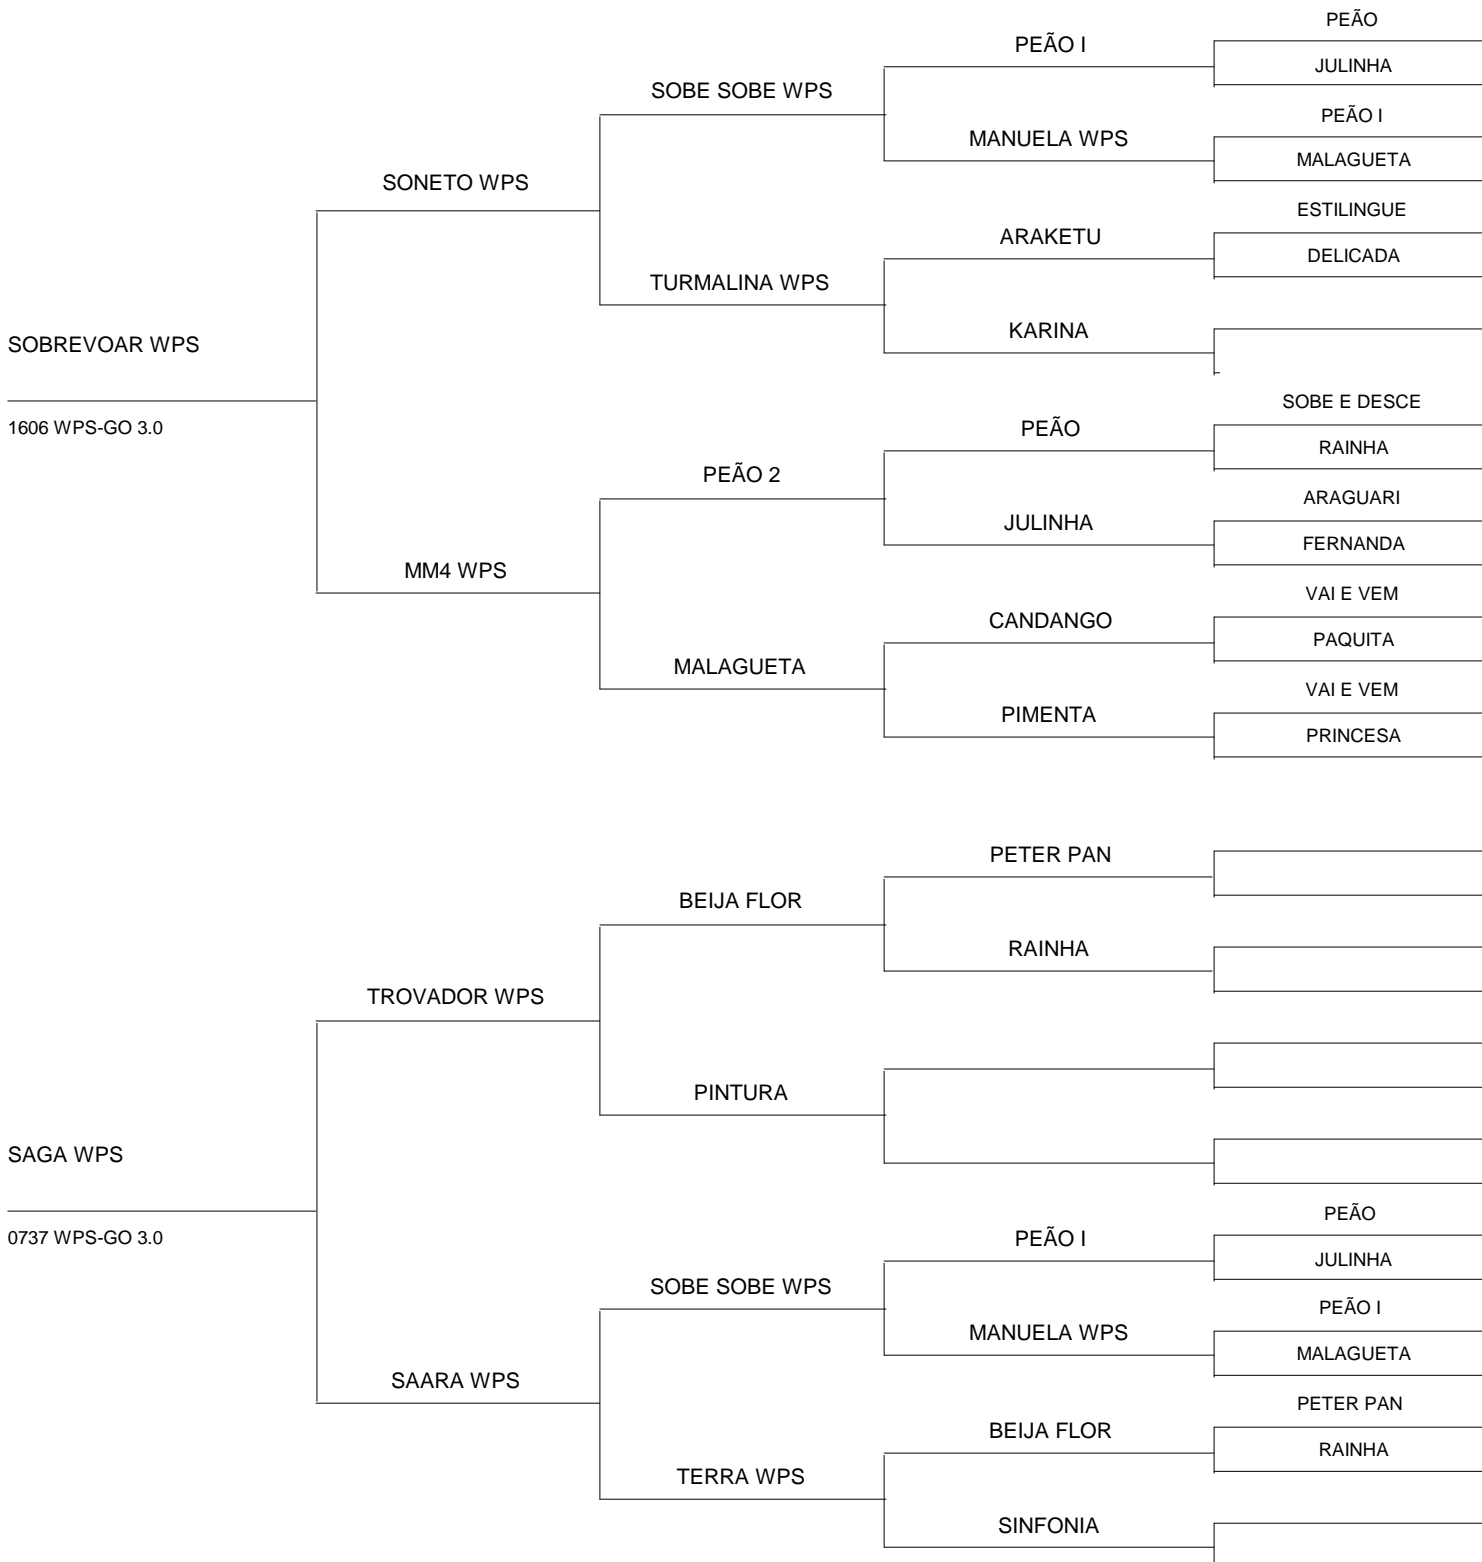 PEÃO
PEÃO I
JULINHA
SOBE SOBE WPS
PEÃO I
MANUELA WPS
MALAGUETA
SONETO WPS
ESTILINGUE
ARAKETU
DELICADA
TURMALINA WPS
KARINA
SOBREVOAR WPS
SOBE E DESCE
1606 WPS-GO 3.0
PEÃO
RAINHA
PEÃO 2
ARAGUARI
JULINHA
FERNANDA
MM4 WPS
VAI E VEM
CANDANGO
PAQUITA
MALAGUETA
VAI E VEM
PIMENTA
PRINCESA
PETER PAN
BEIJA FLOR
RAINHA
TROVADOR WPS
PINTURA
SAGA WPS
PEÃO
0737 WPS-GO 3.0
PEÃO I
JULINHA
SOBE SOBE WPS
PEÃO I
MANUELA WPS
MALAGUETA
SAARA WPS
PETER PAN
BEIJA FLOR
RAINHA
TERRA WPS
SINFONIA